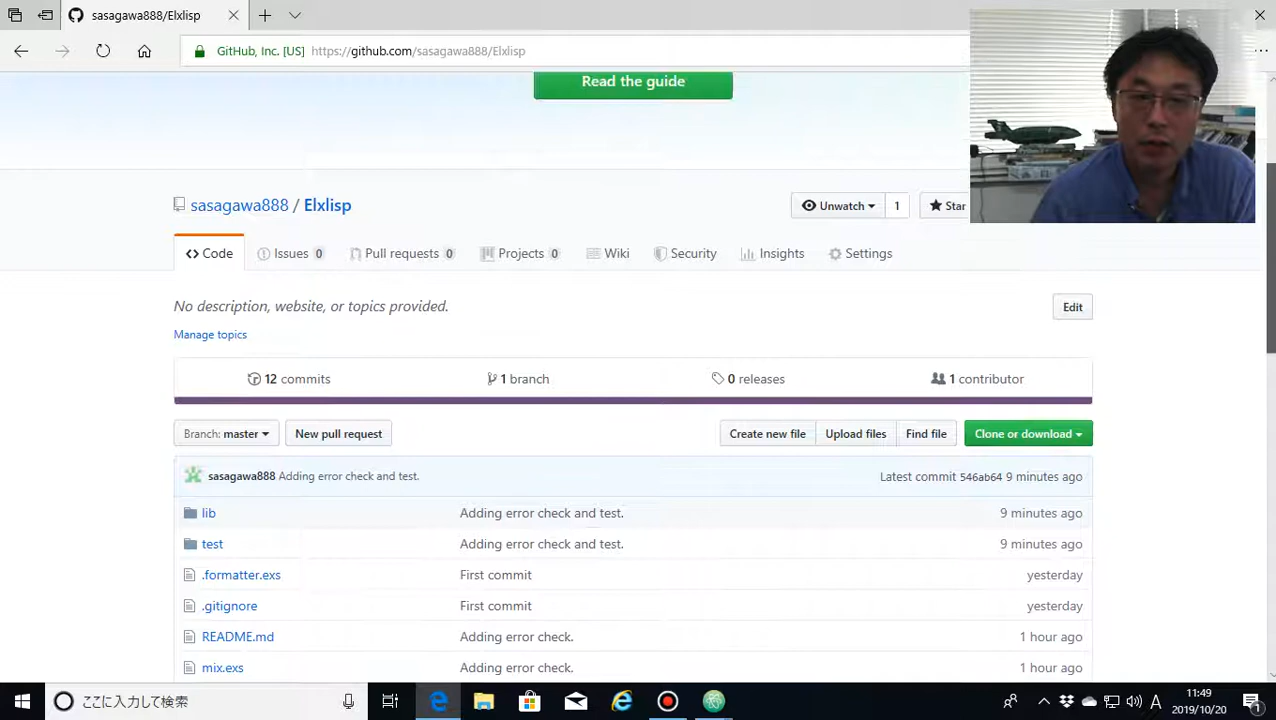 sasagawa888/Elxlisp
GitHub, Inc. [US] https://github.com/sasagawa888/Elxlisp
Read the guide
sasagawa888 / Elxlisp
Unwatch 1 Star
Code Issues 0 Pull requests 0 Projects 0 Wiki Security Insights Settings
No description, website, or topics provided. Edit
Manage topics
12 commits 1 branch 0 releases 1 contributor
Branch: master New pull request Create new file Upload files Find file Clone or download
sasagawa888 Adding error check and test. Latest commit 546ab64 9 minutes ago
lib Adding error check and test. 9 minutes ago
test Adding error check and test. 9 minutes ago
.formatter.exs First commit yesterday
.gitignore First commit yesterday
README.md Adding error check. 1 hour ago
mix.exs Adding error check. 1 hour ago
ここに入力して検索 A 11:49
2019/10/20 1